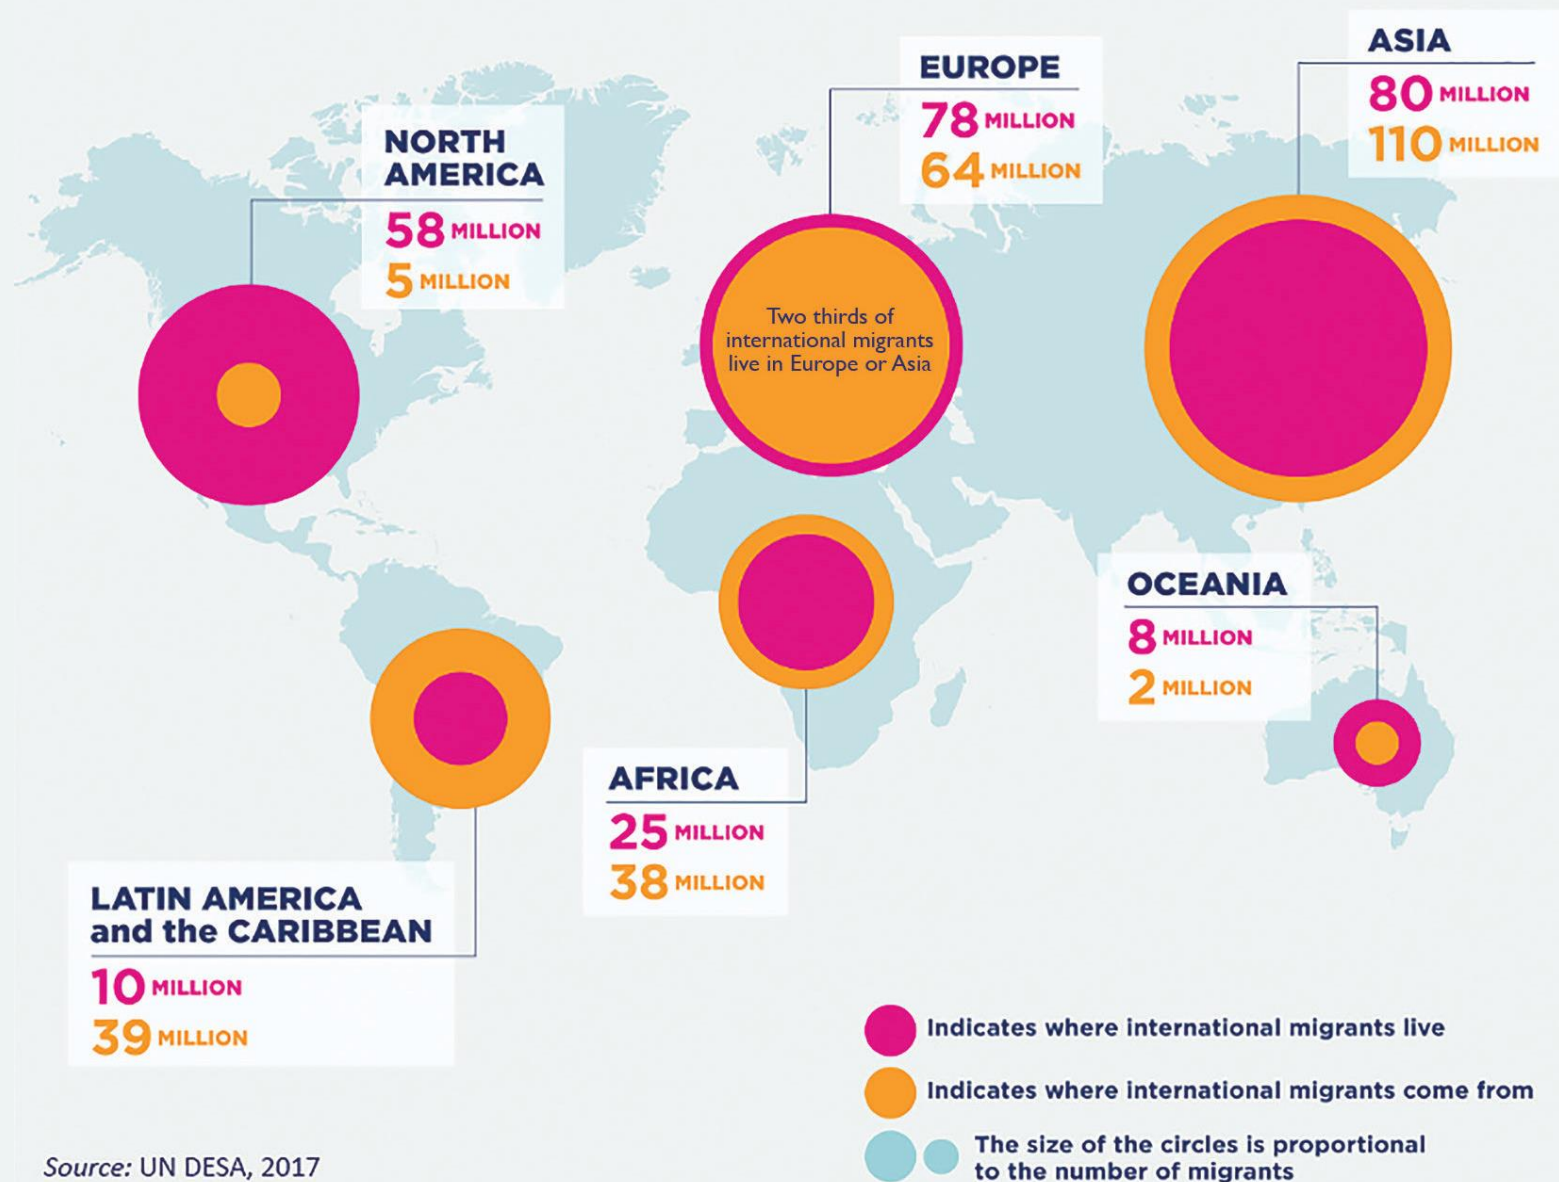 NORTH
AMERICA
58 MILLION
5 MILLION
EUROPE
78 MILLION
64 MILLION
ASIA
80 MILLION
110 MILLION
Two thirds of
international migrants
live in Europe or Asia
OCEANIA
8 MILLION
2 MILLION
AFRICA
25 MILLION
38 MILLION
LATIN AMERICA
and the CARIBBEAN
10 MILLION
39 MILLION
Indicates where international migrants live
Indicates where international migrants come from
The size of the circles is proportional
to the number of migrants
Source: UN DESA, 2017